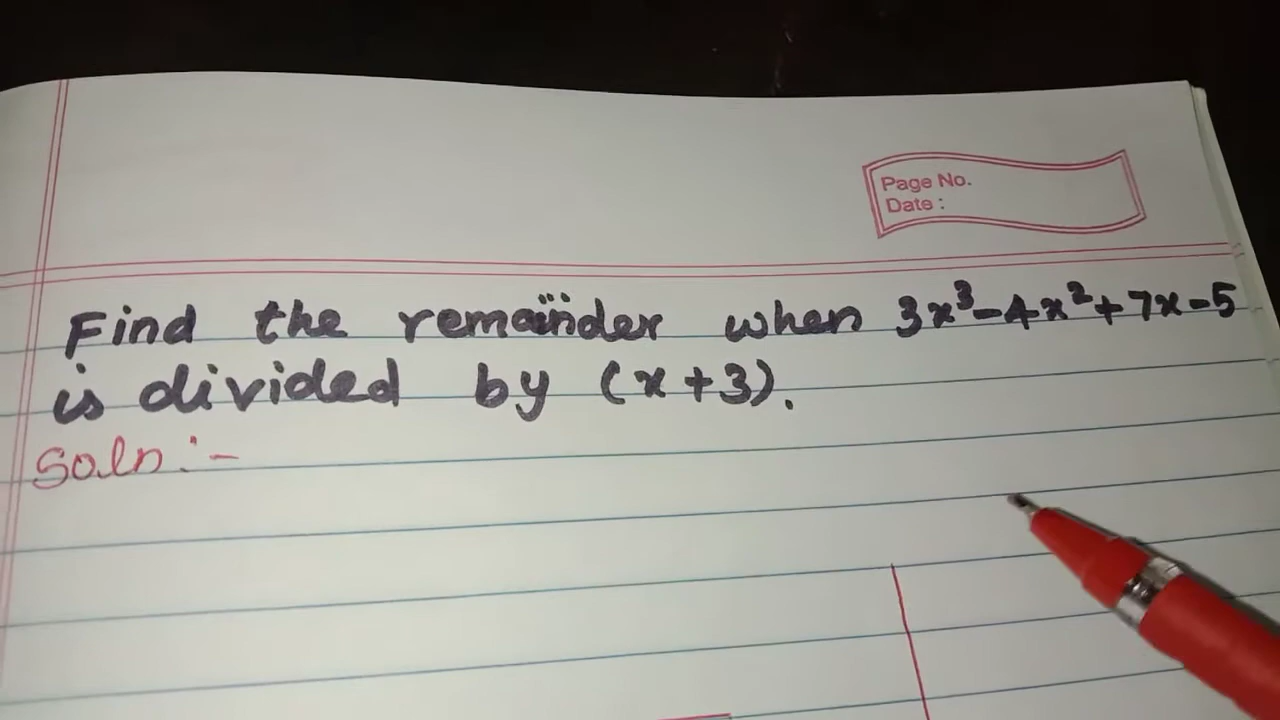 Page No.
Date :
Find the remainder when 3x³-4x²+7x-5
is divided by (x+3).
Soln :-